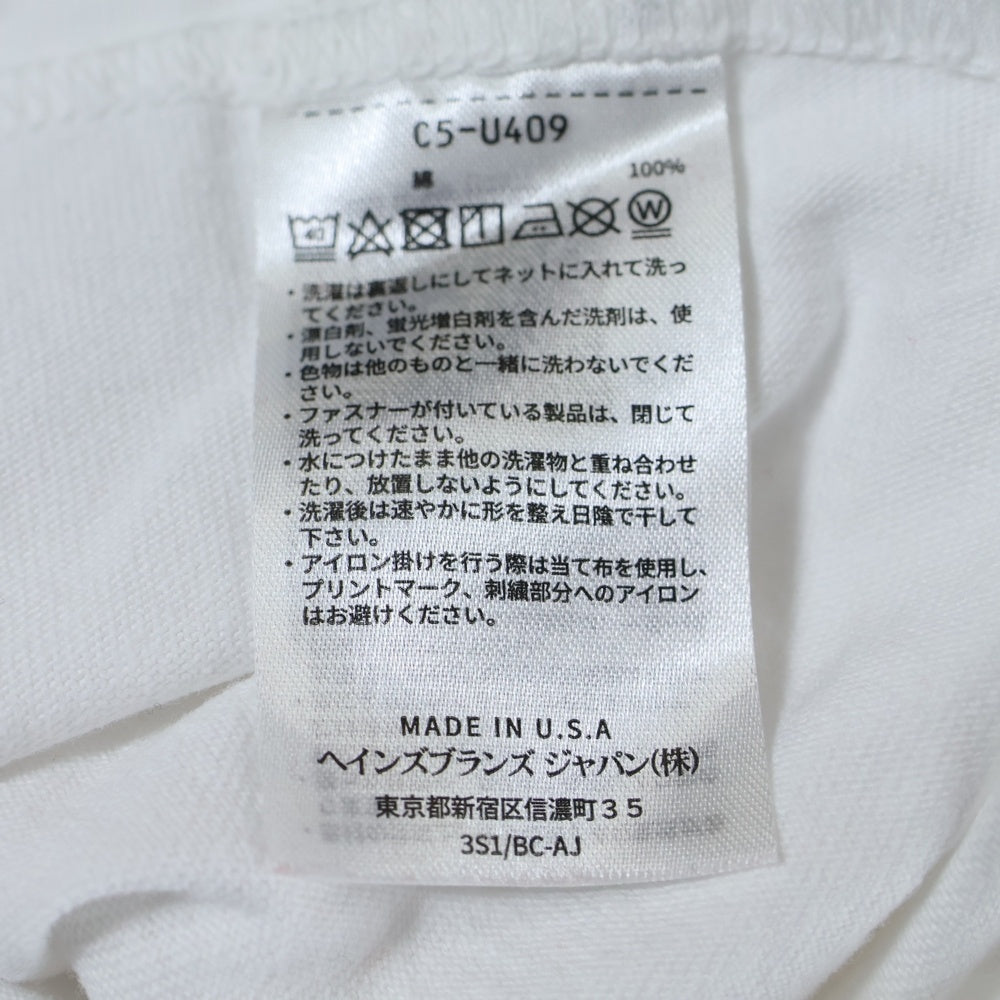 C5-U409
綿 100%
40 W
・洗濯は裏返しにしてネットに入れて洗っ
てください。
・漂白剤、蛍光増白剤を含んだ洗剤は、使
用しないでください。
・色物は他のものと一緒に洗わないでくだ
さい。
・ファスナーが付いている製品は、閉じて
洗ってください。
・水につけたまま他の洗濯物と重ね合わせ
たり、放置しないようにしてください。
・洗濯後は速やかに形を整え日陰で干して
下さい。
・アイロン掛けを行う際は当て布を使用し、
プリントマーク、刺繍部分へのアイロン
はお避けください。
MADE IN U.S.A
ヘインズブランズ ジャパン(株)
東京都新宿区信濃町35
3S1/BC-AJ